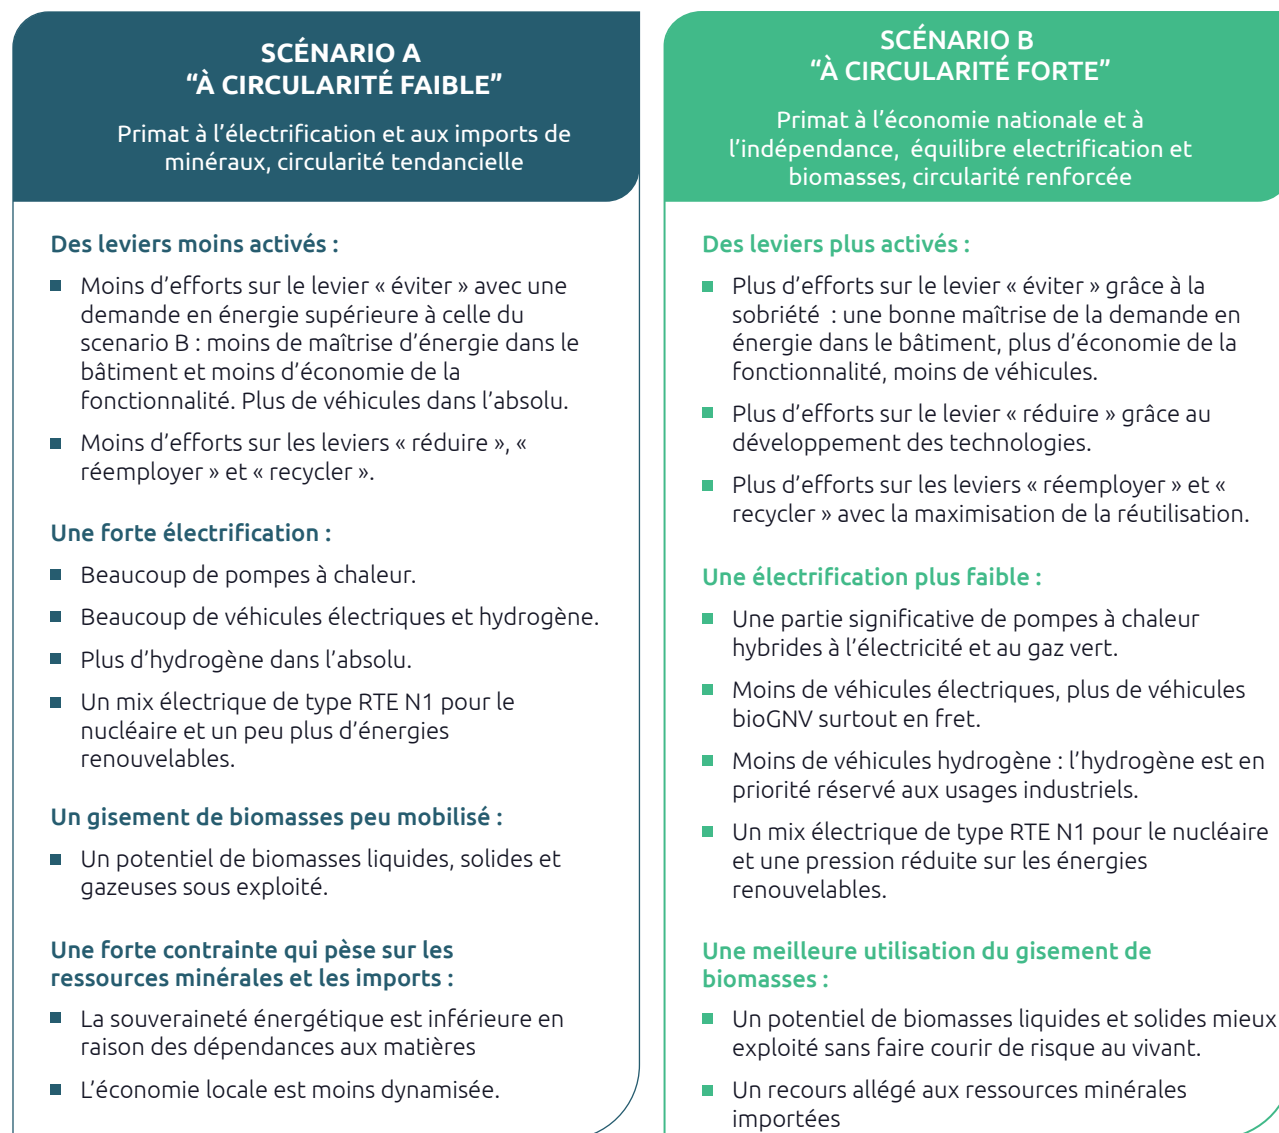 SCÉNARIO A
“À CIRCULARITÉ FAIBLE”
Primat à l’électrification et aux imports de
minéraux, circularité tendancielle
Des leviers moins activés :
Moins d’efforts sur le levier « éviter » avec une
demande en énergie supérieure à celle du
scenario B : moins de maîtrise d’énergie dans le
bâtiment et moins d’économie de la
fonctionnalité. Plus de véhicules dans l’absolu.
Moins d’efforts sur les leviers « réduire », «
réemployer » et « recycler ».
Une forte électrification :
Beaucoup de pompes à chaleur.
Beaucoup de véhicules électriques et hydrogène.
Plus d’hydrogène dans l’absolu.
Un mix électrique de type RTE N1 pour le
nucléaire et un peu plus d’énergies
renouvelables.
Un gisement de biomasses peu mobilisé :
Un potentiel de biomasses liquides, solides et
gazeuses sous exploité.
Une forte contrainte qui pèse sur les
ressources minérales et les imports :
La souveraineté énergétique est inférieure en
raison des dépendances aux matières
L’économie locale est moins dynamisée.
SCÉNARIO B
“À CIRCULARITÉ FORTE”
Primat à l’économie nationale et à
l’indépendance, équilibre electrification et
biomasses, circularité renforcée
Des leviers plus activés :
Plus d’efforts sur le levier « éviter » grâce à la
sobriété : une bonne maîtrise de la demande en
énergie dans le bâtiment, plus d’économie de la
fonctionnalité, moins de véhicules.
Plus d’efforts sur le levier « réduire » grâce au
développement des technologies.
Plus d’efforts sur les leviers « réemployer » et «
recycler » avec la maximisation de la réutilisation.
Une électrification plus faible :
Une partie significative de pompes à chaleur
hybrides à l’électricité et au gaz vert.
Moins de véhicules électriques, plus de véhicules
bioGNV surtout en fret.
Moins de véhicules hydrogène : l’hydrogène est en
priorité réservé aux usages industriels.
Un mix électrique de type RTE N1 pour le nucléaire
et une pression réduite sur les énergies
renouvelables.
Une meilleure utilisation du gisement de
biomasses :
Un potentiel de biomasses liquides et solides mieux
exploité sans faire courir de risque au vivant.
Un recours allégé aux ressources minérales
importées